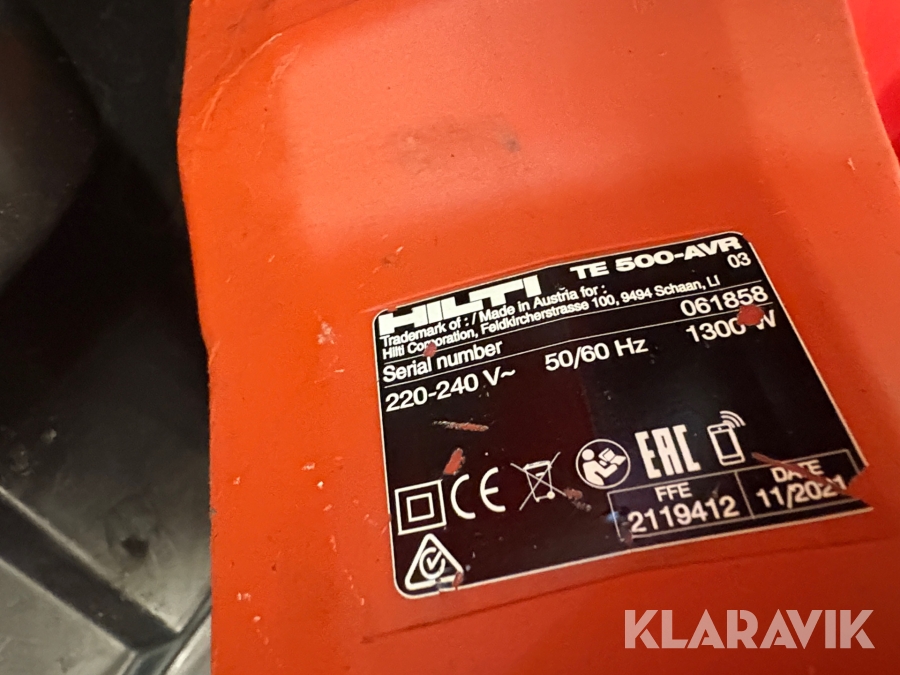 HILTI TE 500-AVR
Trademark of : / Made in Austria for : 03
Hilti Corporation, Feldkircherstrasse 100, 9494 Schaan, LI
Serial number 061858
220-240 V~ 50/60 Hz 1300 W
CE EAC
FFE DATE
2119412 11/2021
KLARAVIK